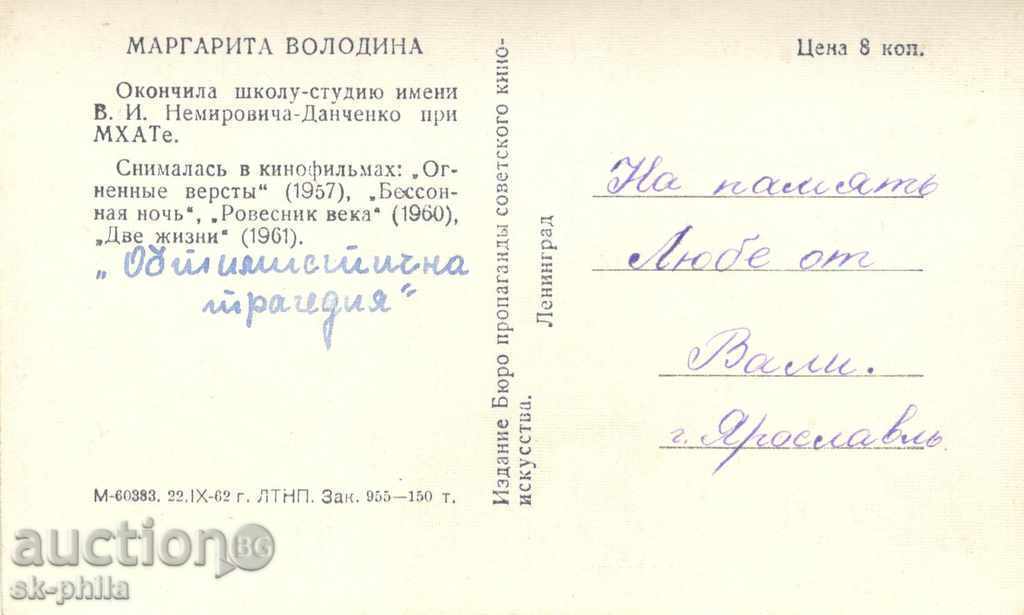 МАРГАРИТА ВОЛОДИНА
Окончила школу-студию имени
В. И. Немировича-Данченко при
МХАТе.
Снималась в кинофильмах: „Ог-
ненные версты“ (1957), „Бессон-
ная ночь“, „Ровесник века“ (1960),
„Две жизни“ (1961).
„Обтимистична
трагедия“
М-60383. 22.IX-62 г. ЛТНП. Зак. 955—150 т.
Издание Бюро пропаганды советского кино-
искусства.
Ленинград
Цена 8 коп.
На память
Любе от
Вали.
г. Ярославль
auction BG
sk-phila